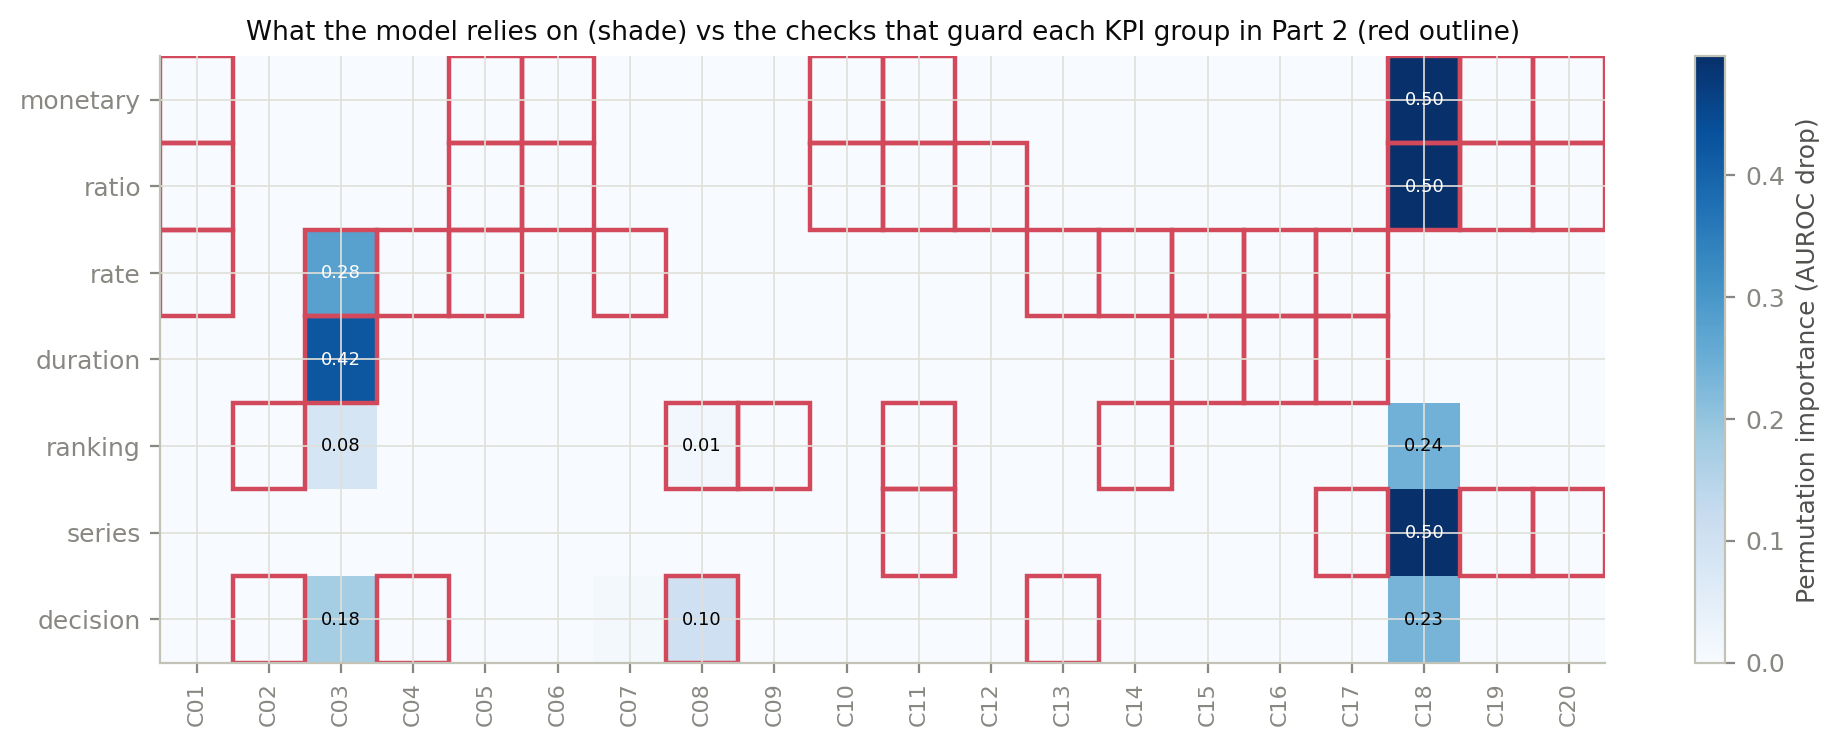 What the model relies on (shade) vs the checks that guard each KPI group in Part 2 (red outline)
monetary
ratio
rate
duration
ranking
series
decision
0.50
0.50
0.28
0.42
0.08
0.01
0.24
0.50
0.18
0.10
0.23
C01
C02
C03
C04
C05
C06
C07
C08
C09
C10
C11
C12
C13
C14
C15
C16
C17
C18
C19
C20
0.4
0.3
0.2
0.1
0.0
Permutation importance (AUROC drop)